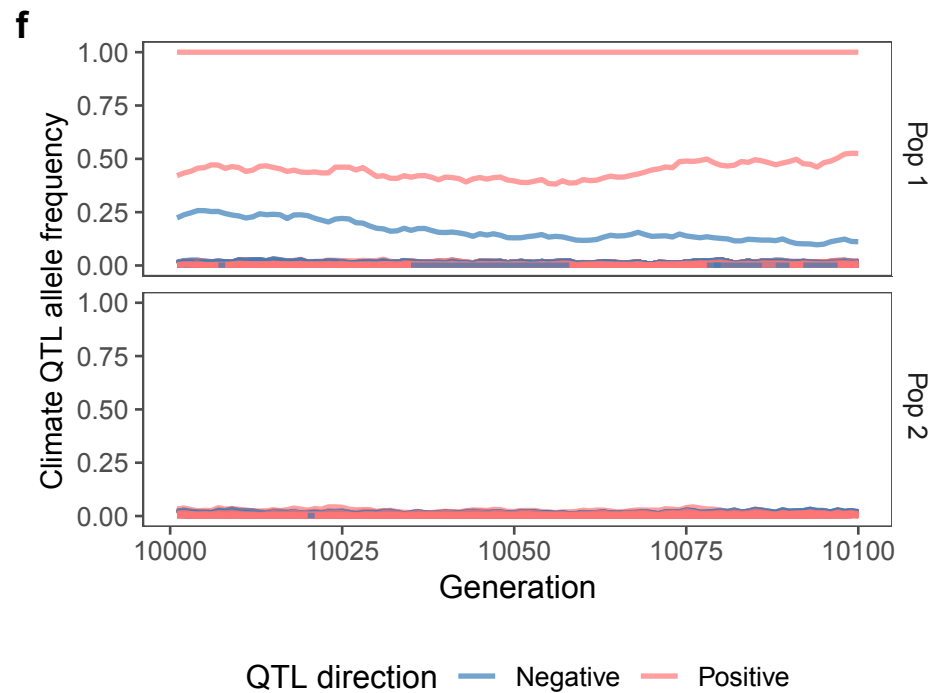 f
Climate QTL allele frequency
1.00
0.75
0.50
0.25
0.00
Pop 1
1.00
0.75
0.50
0.25
0.00
Pop 2
10000 10025 10050 10075 10100
Generation
QTL direction Negative Positive